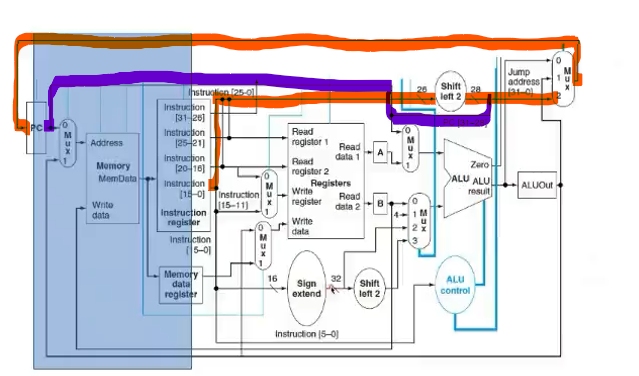 Instruction [25-0]
26
Shift
left 2
28
Jump
address
[31-0]
0
1
2
M
u
x
PC [31-28]
PC
0
M
u
x
1
Address
Memory
MemData
Write
data
Instruction
[31-26]
Instruction
[25-21]
Instruction
[20-16]
Instruction
[15-0]
Instruction
register
Instruction
[15-0]
Memory
data
register
Instruction
[15-11]
0
M
u
x
1
0
M
u
x
1
Read
register 1
Read
register 2
Registers
Write
register
Write
data
Read
data 1
Read
data 2
A
B
4
0
M
u
x
1
0
1
2
3
M
u
x
Zero
ALU
ALU
result
ALUOut
16
Sign
extend
32
Shift
left 2
ALU
control
Instruction [5-0]